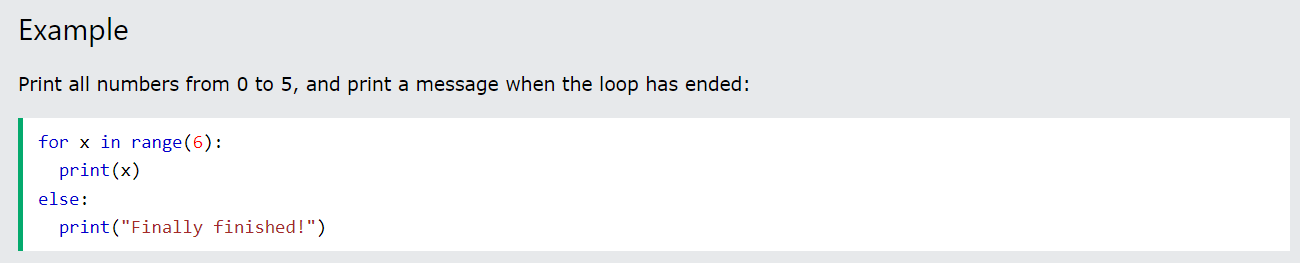 Example
Print all numbers from 0 to 5, and print a message when the loop has ended:
for x in range(6):
  print(x)
else:
  print("Finally finished!")